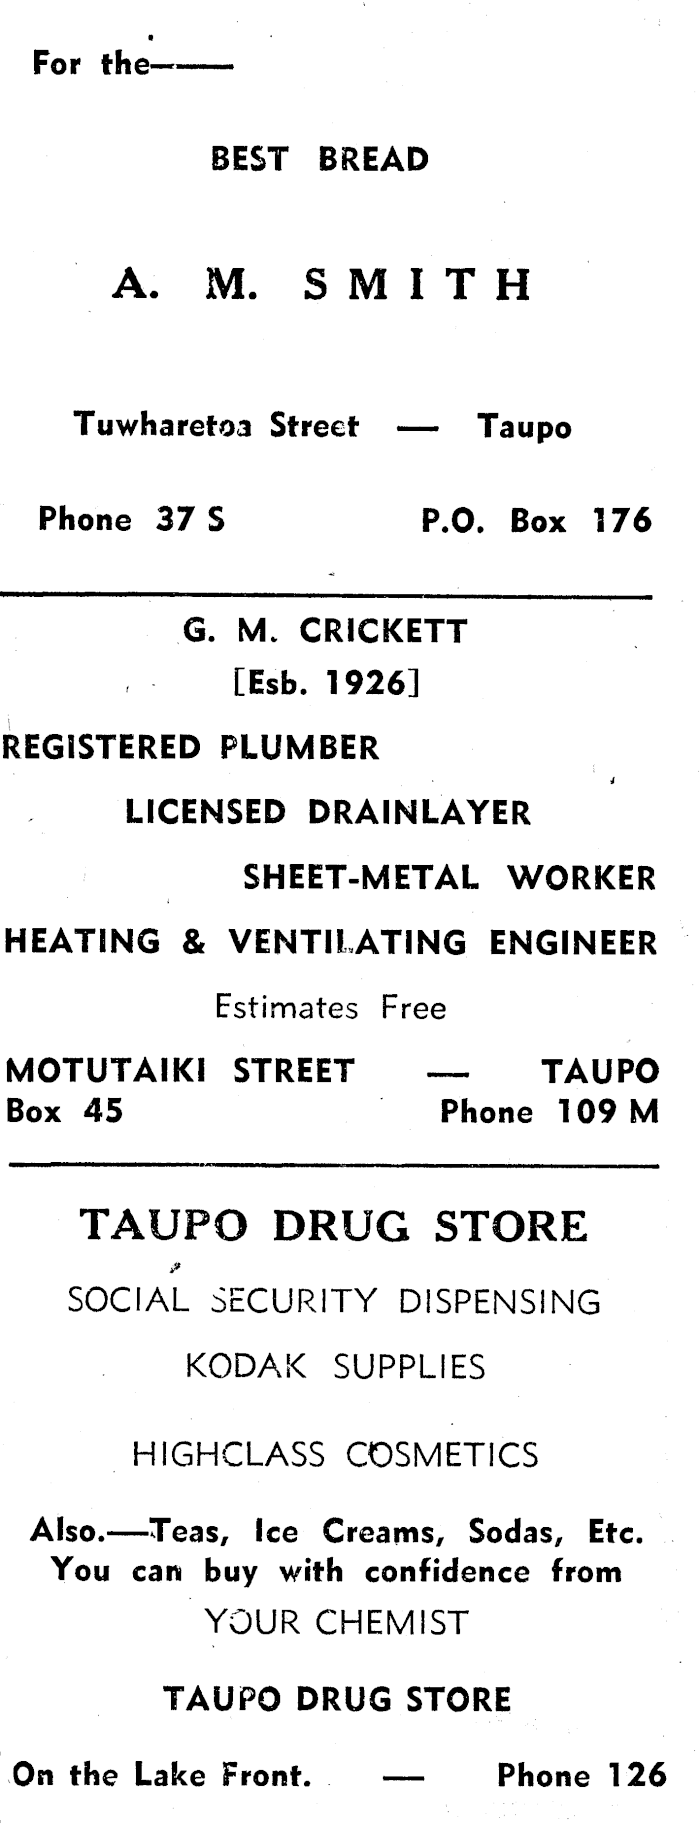 For the——
BEST BREAD
A. M. SMITH
Tuwharetoa Street — Taupo
Phone 37 S P.O. Box 176
G. M. CRICKETT
[Esb. 1926]
REGISTERED PLUMBER
LICENSED DRAINLAYER
SHEET-METAL WORKER
HEATING & VENTILATING ENGINEER
Estimates Free
MOTUTAIKI STREET — TAUPO
Box 45 Phone 109 M
TAUPO DRUG STORE
SOCIAL SECURITY DISPENSING
KODAK SUPPLIES
HIGHCLASS COSMETICS
Also.—Teas, Ice Creams, Sodas, Etc.
You can buy with confidence from
YOUR CHEMIST
TAUPO DRUG STORE
On the Lake Front. — Phone 126